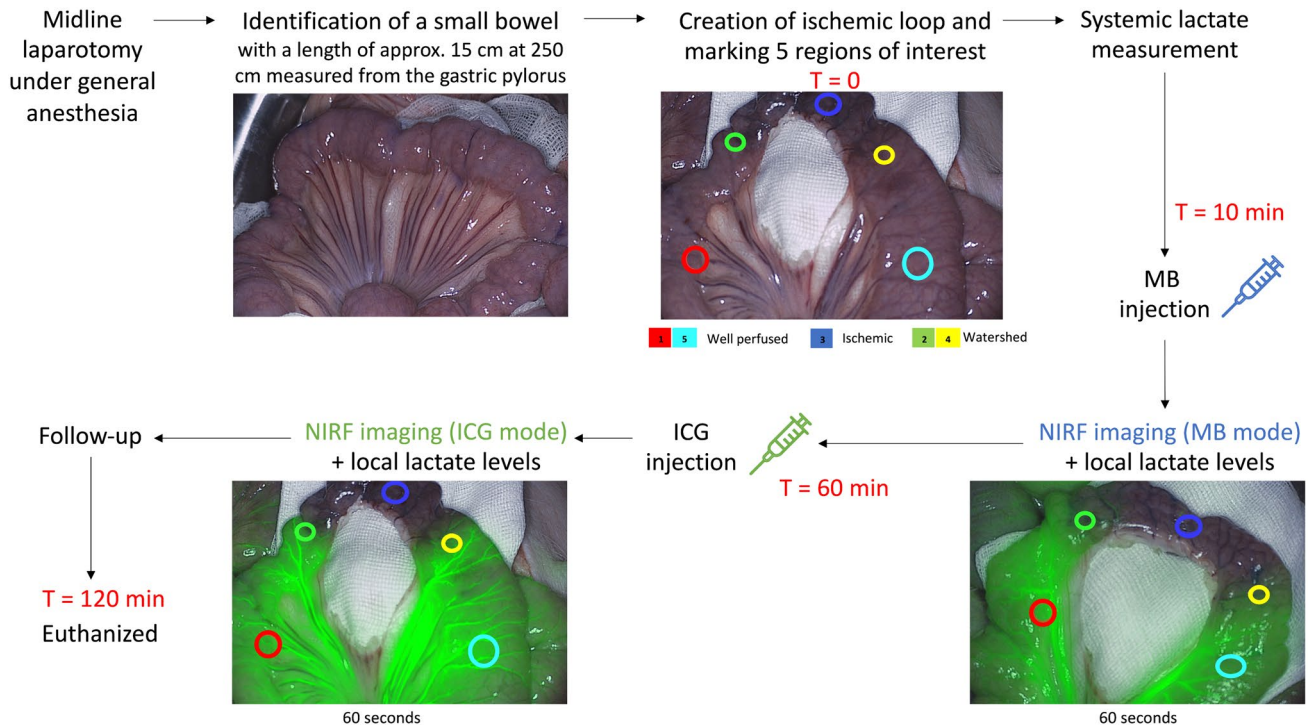 Midline
laparotomy
under general
anesthesia
Identification of a small bowel
with a length of approx. 15 cm at 250
cm measured from the gastric pylorus
Creation of ischemic loop and
marking 5 regions of interest
T = 0
Systemic lactate
measurement
T = 10 min
MB
injection
1 5 Well perfused 3 Ischemic 2 4 Watershed
NIRF imaging (MB mode)
+ local lactate levels
60 seconds
T = 60 min
ICG
injection
NIRF imaging (ICG mode)
+ local lactate levels
60 seconds
Follow-up
T = 120 min
Euthanized